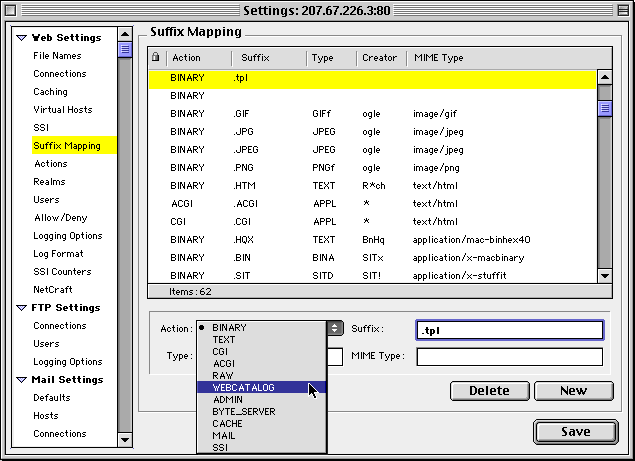 Settings: 207.67.226.3:80
Web Settings
File Names
Connections
Caching
Virtual Hosts
SSI
Suffix Mapping
Actions
Realms
Users
Allow/Deny
Logging Options
Log Format
SSI Counters
NetCraft
FTP Settings
Connections
Users
Logging Options
Mail Settings
Defaults
Hosts
Connections
Suffix Mapping
Action Suffix Type Creator MIME Type
BINARY .tpl
BINARY
BINARY .GIF GIFf ogle image/gif
BINARY .JPG JPEG ogle image/jpeg
BINARY .JPEG JPEG ogle image/jpeg
BINARY .PNG PNGf ogle image/png
BINARY .HTM TEXT R*ch text/html
ACGI .ACGI APPL * text/html
CGI .CGI APPL * text/html
BINARY .HQX TEXT BnHq application/mac-binhex40
BINARY .BIN BINA SITx application/x-macbinary
BINARY .SIT SITD SIT! application/x-stuffit
Items: 62
Action:
BINARY
TEXT
CGI
ACGI
RAW
WEBCATALOG
ADMIN
BYTE_SERVER
CACHE
MAIL
SSI
Suffix: .tpl
Type:
MIME Type:
Delete
New
Save